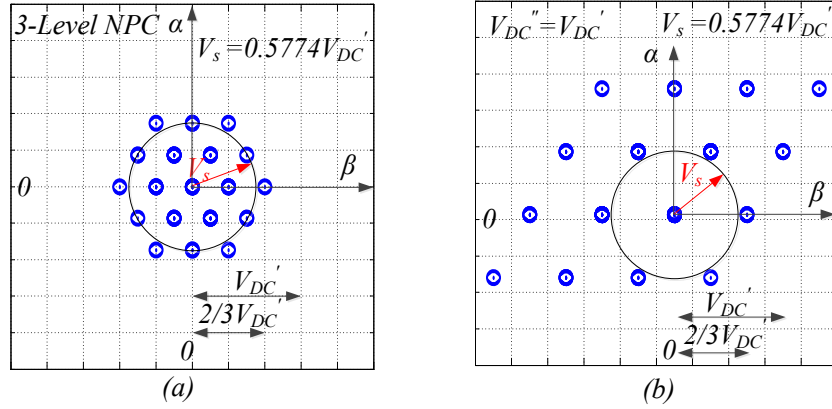 3-Level NPC
α
V_s=0.5774V_DC'
V_s
β
0
V_DC'
2/3V_DC'
0
(a)
V_DC''=V_DC'
V_s=0.5774V_DC'
α
V_s
β
0
V_DC'
2/3V_DC'
0
(b)